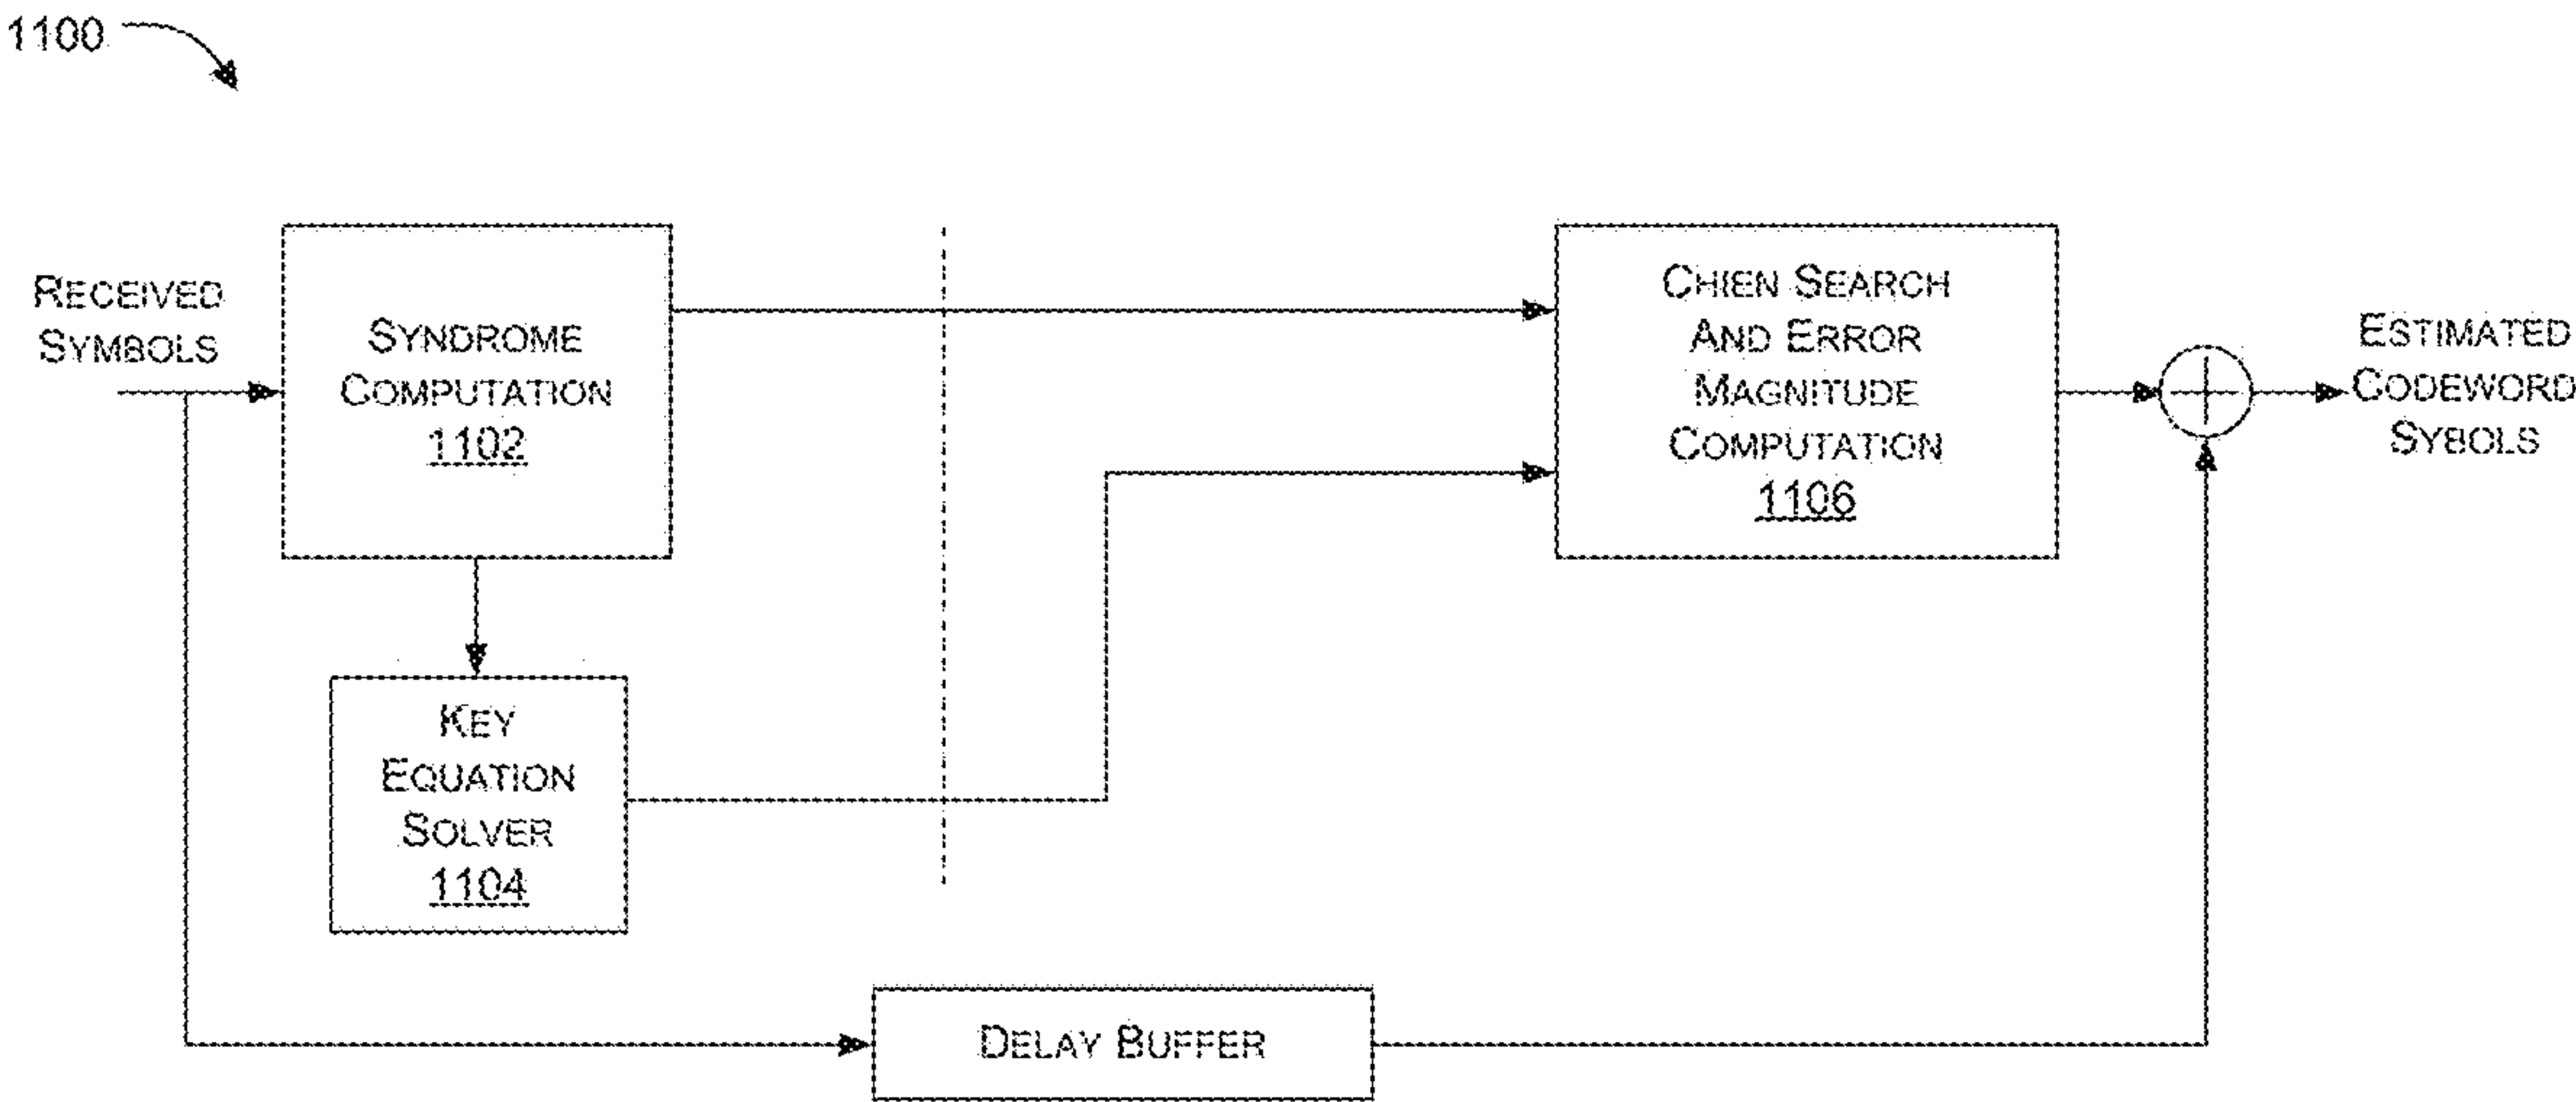 1100
RECEIVED
SYMBOLS
SYNDROME
COMPUTATION
1102
CHIEN SEARCH
AND ERROR
MAGNITUDE
COMPUTATION
1106
ESTIMATED
CODEWORD
SYBOLS
KEY
EQUATION
SOLVER
1104
DELAY BUFFER